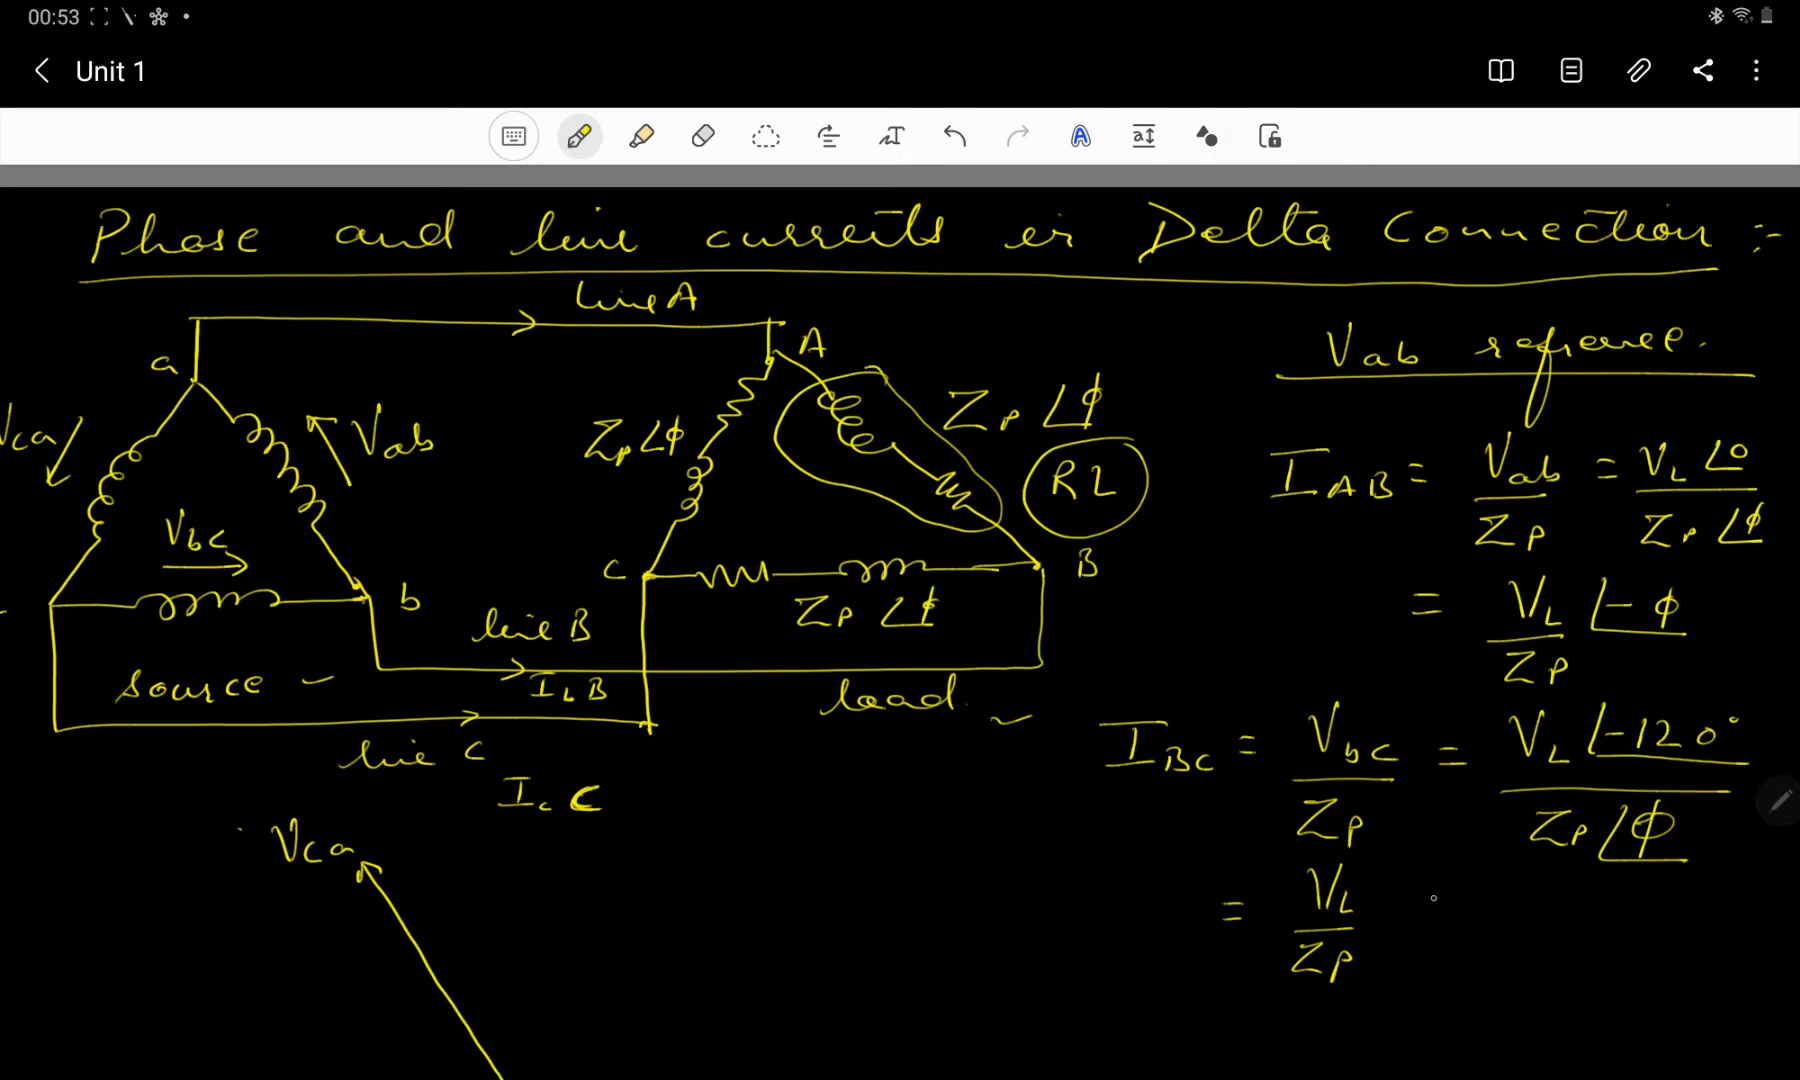 00:53
Unit 1
Phase and line currents in Delta Connection :-
line A
a
A
Vca
Vab
Zp ∠φ
Zp ∠φ
RL
Vbc
b
C
B
Zp ∠φ
line B
ILB
source -
load
line C
Ic C
Vca
Vab reference.
IAB = Vab / Zp = VL ∠0 / Zp ∠φ
= VL / Zp ∠-φ
IBC = Vbc / Zp = VL ∠-120° / Zp ∠φ
= VL / Zp